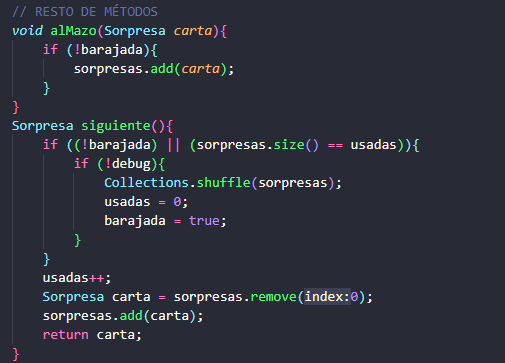 // RESTO DE MÉTODOS
void alMazo(Sorpresa carta){
    if (!barajada){
        sorpresas.add(carta);
    }
}
Sorpresa siguiente(){
    if ((!barajada) || (sorpresas.size() == usadas)){
        if (!debug){
            Collections.shuffle(sorpresas);
            usadas = 0;
            barajada = true;
        }
    }
    usadas++;
    Sorpresa carta = sorpresas.remove(index:0);
    sorpresas.add(carta);
    return carta;
}